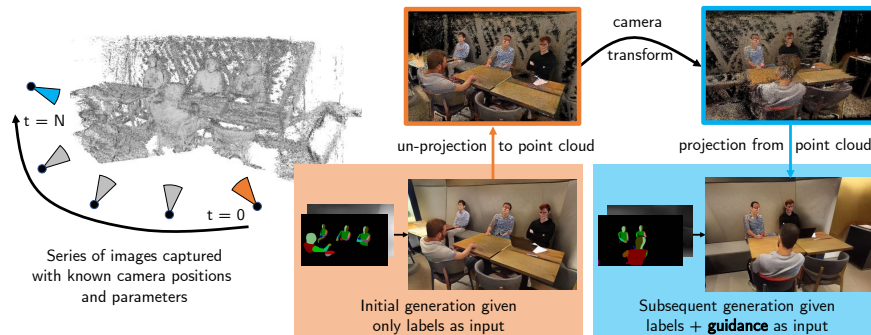 t = N
t = 0
Series of images captured
with known camera positions
and parameters
camera
transform
un-projection to point cloud
projection from point cloud
Initial generation given
only labels as input
Subsequent generation given
labels + guidance as input